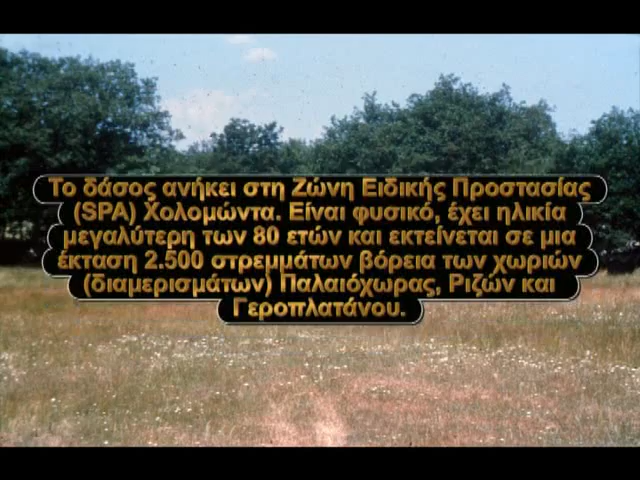 Το δάσος ανήκει στη Ζώνη Ειδικής Προστασίας
(SPA) Χολομώντα. Είναι φυσικό, έχει ηλικία
μεγαλύτερη των 80 ετών και εκτείνεται σε μια
έκταση 2.500 στρεμμάτων βόρεια των χωριών
(διαμερισμάτων) Παλαιόχωρας, Ριζών και
Γεροπλατάνου.